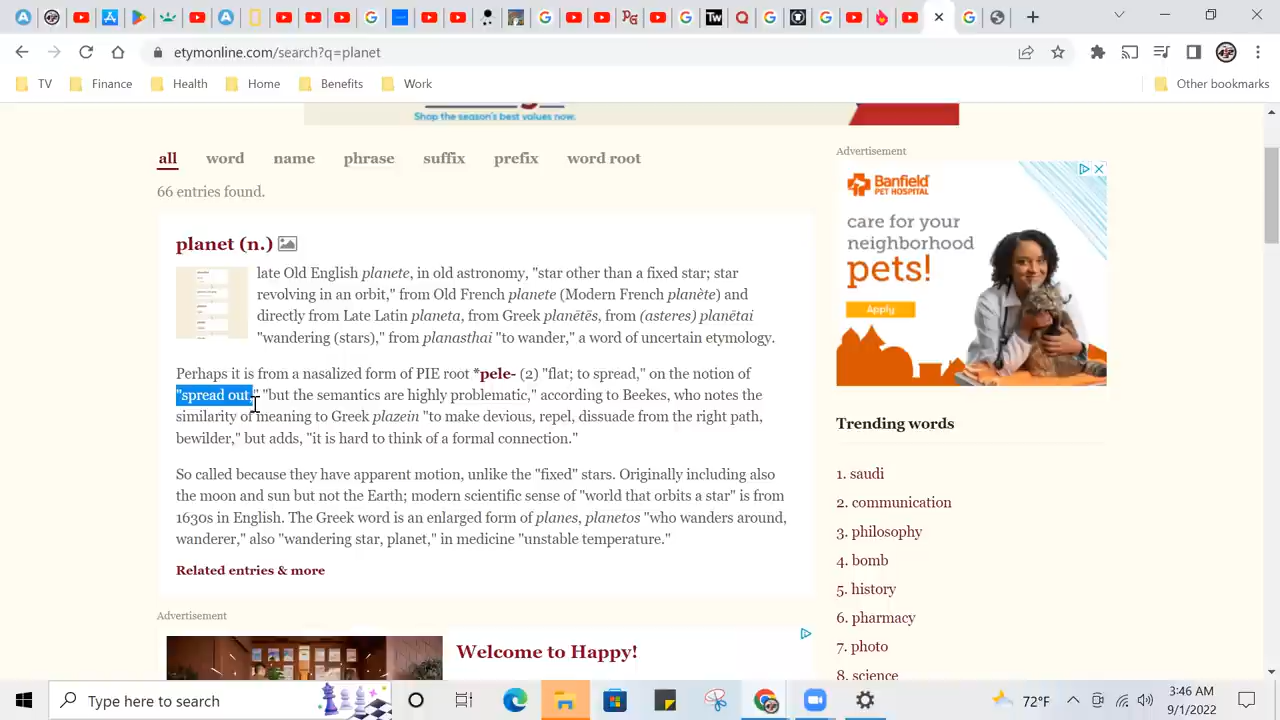 etymonline.com/search?q=planet
TV
Finance
Health
Home
Benefits
Work
Other bookmarks
Shop the season's best values now.
all word name phrase suffix prefix word root
66 entries found.
planet (n.)
late Old English planete, in old astronomy, "star other than a fixed star; star
revolving in an orbit," from Old French planete (Modern French planète) and
directly from Late Latin planeta, from Greek planētēs, from (asteres) planētai
"wandering (stars)," from planasthai "to wander," a word of uncertain etymology.
Perhaps it is from a nasalized form of PIE root *pele- (2) "flat; to spread," on the notion of
"spread out," "but the semantics are highly problematic," according to Beekes, who notes the
similarity of meaning to Greek plazein "to make devious, repel, dissuade from the right path,
bewilder," but adds, "it is hard to think of a formal connection."
So called because they have apparent motion, unlike the "fixed" stars. Originally including also
the moon and sun but not the Earth; modern scientific sense of "world that orbits a star" is from
1630s in English. The Greek word is an enlarged form of planes, planetos "who wanders around,
wanderer," also "wandering star, planet," in medicine "unstable temperature."
Related entries & more
Advertisement
Welcome to Happy!
Advertisement
Banfield
PET HOSPITAL
care for your
neighborhood
pets!
Apply
Trending words
1. saudi
2. communication
3. philosophy
4. bomb
5. history
6. pharmacy
7. photo
8. science
Type here to search
72°F
3:46 AM
9/1/2022